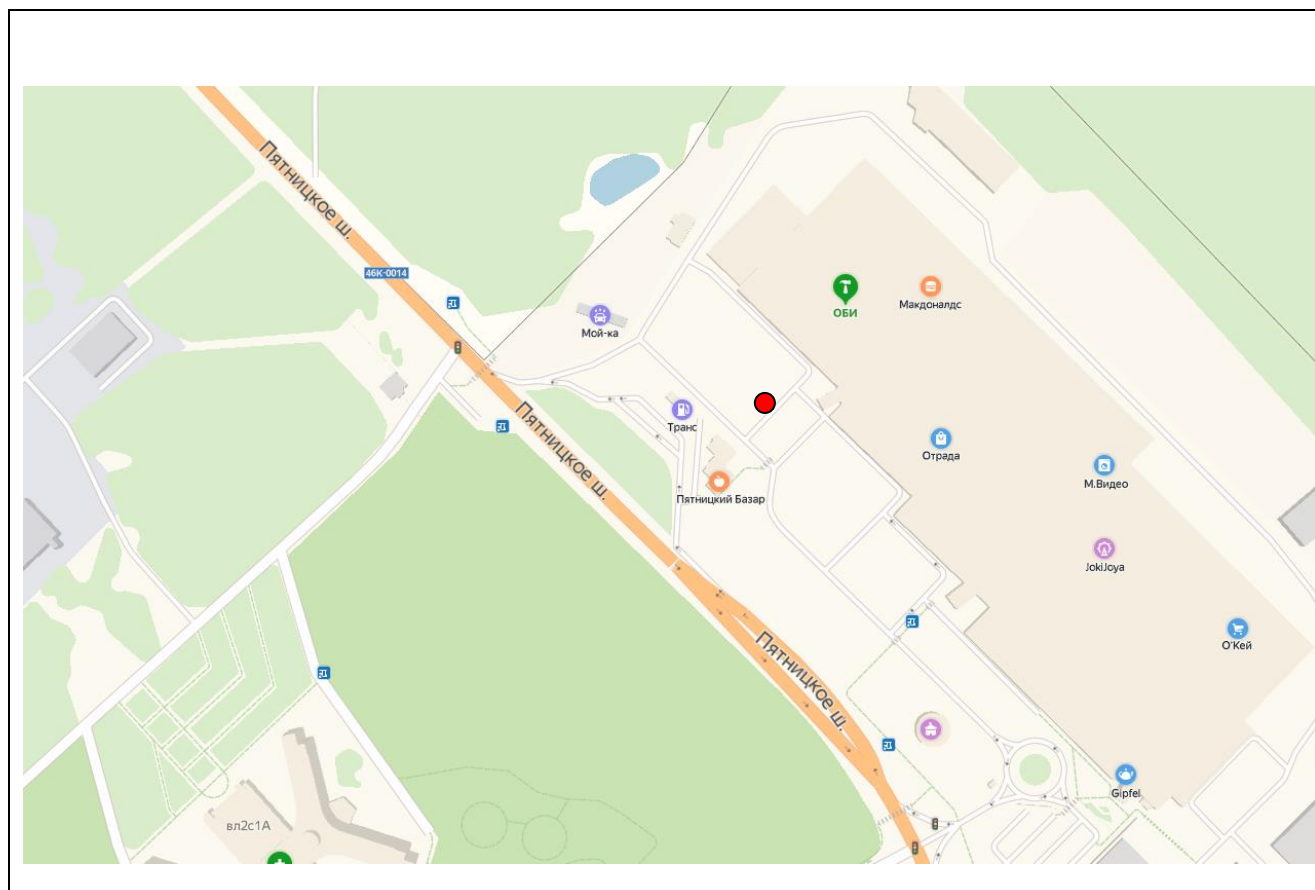 Пятницкое ш.
46К-0014
ОБИ
Макдоналдс
Мой-ка
Пятницкое ш.
Транс
Отрада
М.Видео
Пятницкий Базар
JokiJoya
О'Кей
Пятницкое ш.
Gipfel
вл2с1А